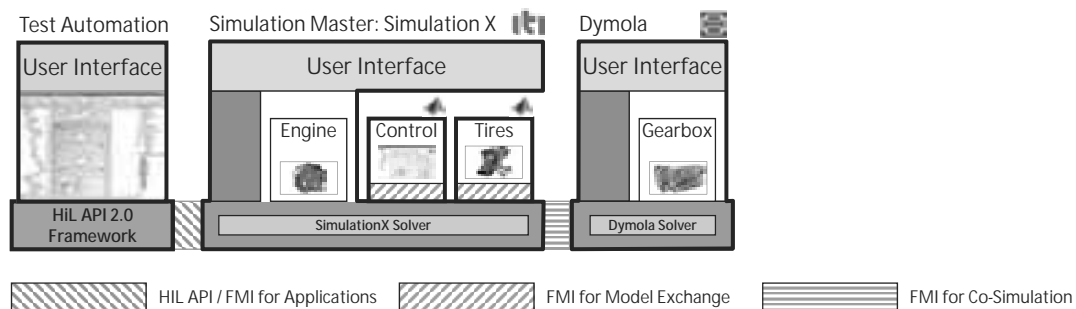 Test Automation
Simulation Master: Simulation X
iti
Dymola
User Interface
User Interface
User Interface
Engine
Control
Tires
Gearbox
HiL API 2.0
Framework
SimulationX Solver
Dymola Solver
HIL API / FMI for Applications
FMI for Model Exchange
FMI for Co-Simulation